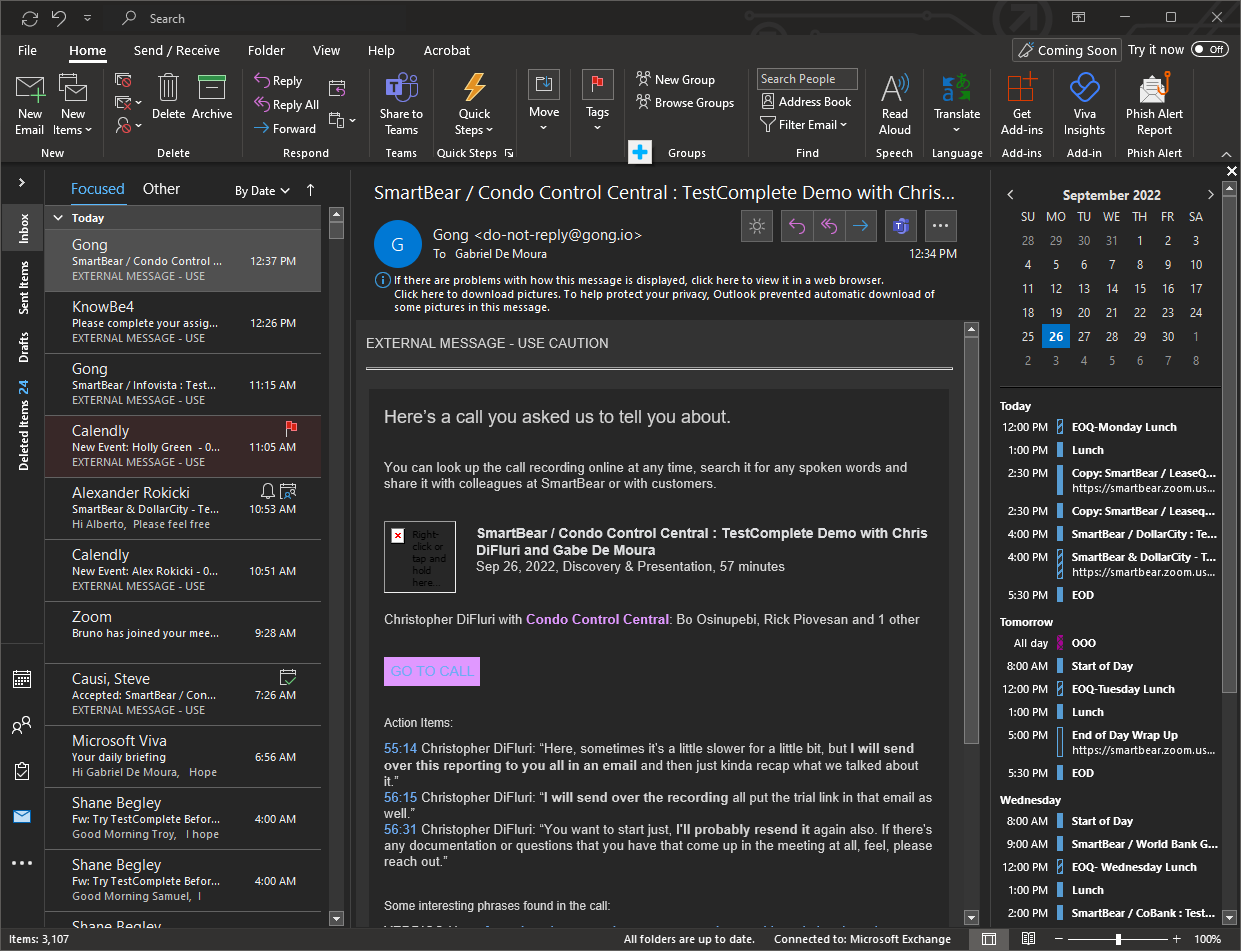 Search
File Home Send / Receive Folder View Help Acrobat
Coming Soon Try it now Off
New Email
New Items
New
Delete
Archive
Delete
Reply
Reply All
Forward
Respond
Share to Teams
Teams
Quick Steps
Quick Steps
Move
Tags
New Group
Browse Groups
Groups
Search People
Address Book
Filter Email
Find
Read Aloud
Speech
Translate
Language
Get Add-ins
Add-ins
Viva Insights
Add-in
Phish Alert Report
Phish Alert
Inbox
Sent Items
Drafts
Deleted Items 24
Focused Other By Date
Today
Gong
SmartBear / Condo Control ... 12:37 PM
EXTERNAL MESSAGE - USE
KnowBe4
Please complete your assig... 12:26 PM
EXTERNAL MESSAGE - USE
Gong
SmartBear / Infovista : Test... 11:15 AM
EXTERNAL MESSAGE - USE
Calendly
New Event: Holly Green - 0... 11:05 AM
EXTERNAL MESSAGE - USE
Alexander Rokicki
SmartBear & DollarCity - Te... 10:53 AM
Hi Alberto, Please feel free
Calendly
New Event: Alex Rokicki - 0... 10:51 AM
EXTERNAL MESSAGE - USE
Zoom
Bruno has joined your mee... 9:28 AM
Causi, Steve
Accepted: SmartBear / Con... 7:26 AM
EXTERNAL MESSAGE - USE
Microsoft Viva
Your daily briefing 6:56 AM
Hi Gabriel De Moura, Hope
Shane Begley
Fw: Try TestComplete Befor... 4:00 AM
Good Morning Troy, I hope
Shane Begley
Fw: Try TestComplete Befor... 4:00 AM
Good Morning Samuel, I
Shane Begley
SmartBear / Condo Control Central : TestComplete Demo with Chris...
G
Gong <do-not-reply@gong.io>
To Gabriel De Moura
12:34 PM
If there are problems with how this message is displayed, click here to view it in a web browser.
Click here to download pictures. To help protect your privacy, Outlook prevented automatic download of
some pictures in this message.
EXTERNAL MESSAGE - USE CAUTION
Here's a call you asked us to tell you about.
You can look up the call recording online at any time, search it for any spoken words and
share it with colleagues at SmartBear or with customers.
Right-
click or
tap and
hold
here...
SmartBear / Condo Control Central : TestComplete Demo with Chris
DiFluri and Gabe De Moura
Sep 26, 2022, Discovery & Presentation, 57 minutes
Christopher DiFluri with Condo Control Central: Bo Osinupebi, Rick Piovesan and 1 other
GO TO CALL
Action Items:
55:14 Christopher DiFluri: “Here, sometimes it's a little slower for a little bit, but I will send
over this reporting to you all in an email and then just kinda recap what we talked about
it.”
56:15 Christopher DiFluri: “I will send over the recording all put the trial link in that email as
well.”
56:31 Christopher DiFluri: “You want to start just, I'll probably resend it again also. If there's
any documentation or questions that you have that come up in the meeting at all, feel, please
reach out.”
Some interesting phrases found in the call:
September 2022
SU MO TU WE TH FR SA
28 29 30 31 1 2 3
4 5 6 7 8 9 10
11 12 13 14 15 16 17
18 19 20 21 22 23 24
25 26 27 28 29 30 1
2 3 4 5 6 7 8
Today
12:00 PM EOQ-Monday Lunch
1:00 PM Lunch
2:30 PM Copy: SmartBear / LeaseQ...
https://smartbear.zoom.us...
2:30 PM Copy: SmartBear / Leaseq...
4:00 PM SmartBear / DollarCity : Te...
4:00 PM SmartBear & DollarCity - T...
https://smartbear.zoom.us...
5:30 PM EOD
Tomorrow
All day OOO
8:00 AM Start of Day
12:00 PM EOQ-Tuesday Lunch
1:00 PM Lunch
5:00 PM End of Day Wrap Up
https://smartbear.zoom.us...
5:30 PM EOD
Wednesday
8:00 AM Start of Day
9:00 AM SmartBear / World Bank G...
12:00 PM EOQ- Wednesday Lunch
1:00 PM Lunch
2:00 PM SmartBear / CoBank : Test...
Items: 3,107
All folders are up to date. Connected to: Microsoft Exchange
100%